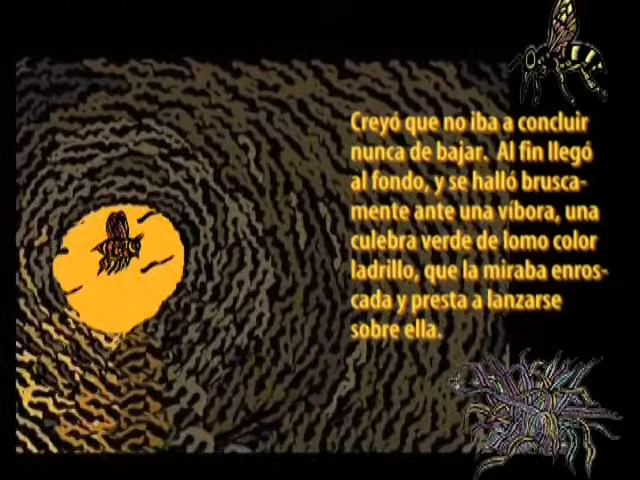 Creyó que no iba a concluir
nunca de bajar. Al fin llegó
al fondo, y se halló brusca-
mente ante una víbora, una
culebra verde de lomo color
ladrillo, que la miraba enros-
cada y presta a lanzarse
sobre ella.